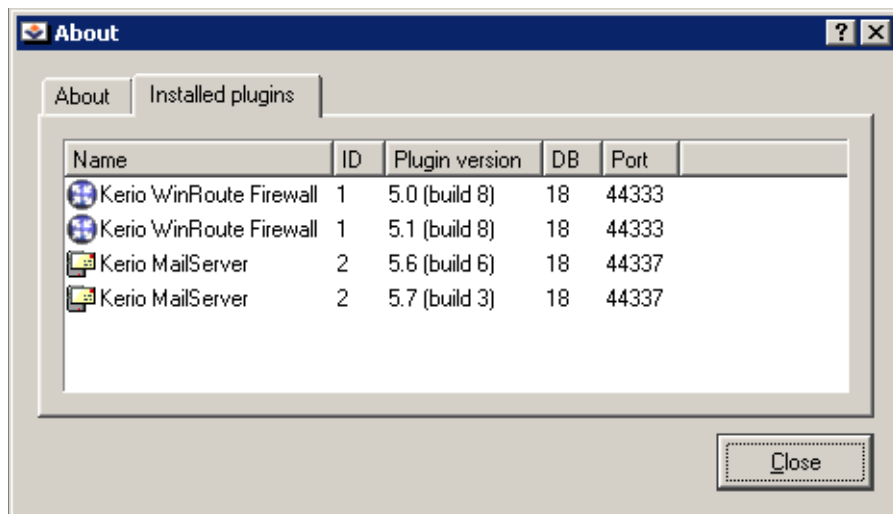 About
About Installed plugins
Name ID Plugin version DB Port
Kerio WinRoute Firewall 1 5.0 (build 8) 18 44333
Kerio WinRoute Firewall 1 5.1 (build 8) 18 44333
Kerio MailServer 2 5.6 (build 6) 18 44337
Kerio MailServer 2 5.7 (build 3) 18 44337
Close